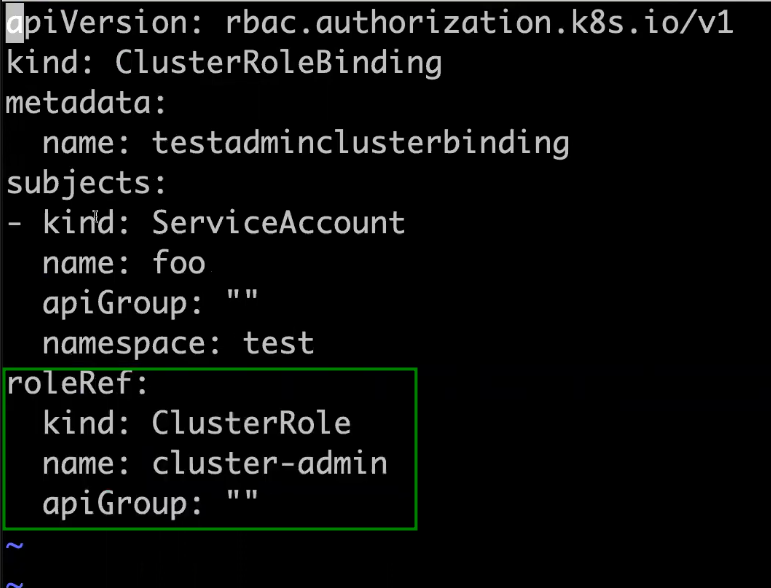 apiVersion: rbac.authorization.k8s.io/v1
kind: ClusterRoleBinding
metadata:
  name: testadminclusterbinding
subjects:
- kind: ServiceAccount
  name: foo
  apiGroup: ""
  namespace: test
roleRef:
  kind: ClusterRole
  name: cluster-admin
  apiGroup: ""
~
~